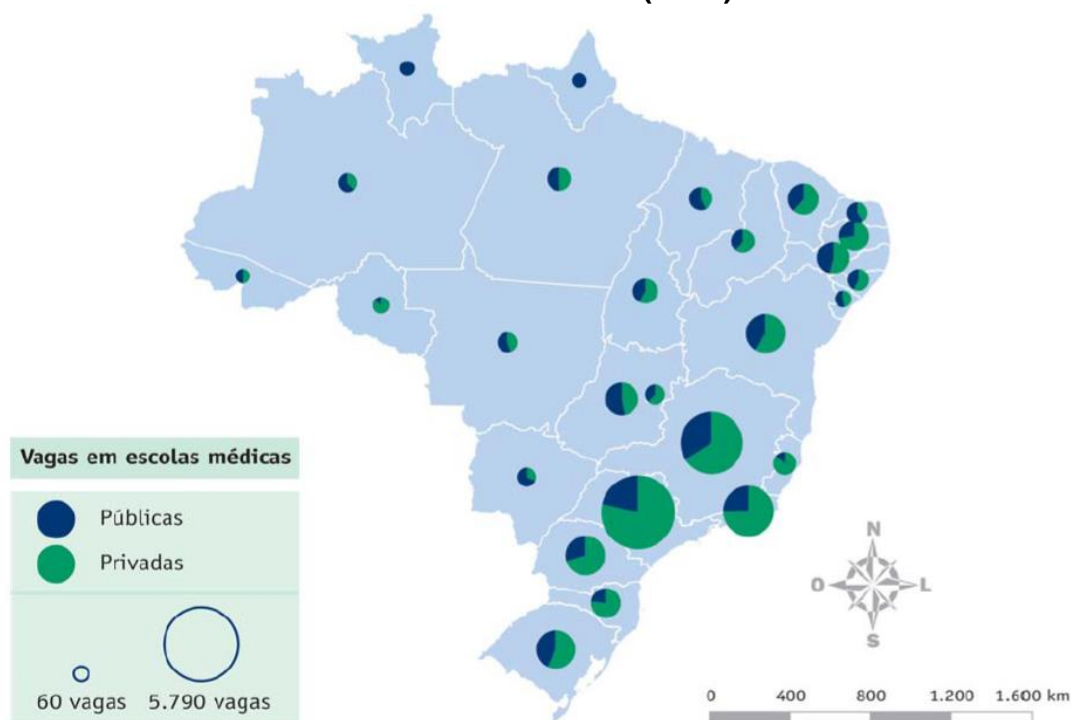 N
O L
S
Vagas em escolas médicas
Públicas
Privadas
60 vagas 5.790 vagas
0 400 800 1.200 1.600 km